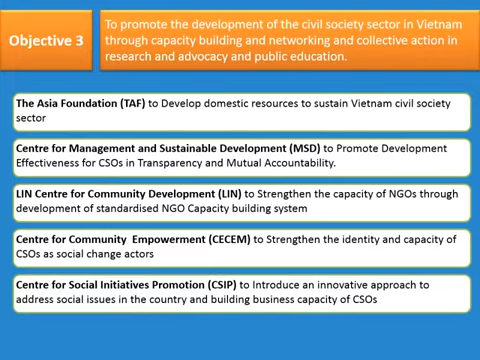 Objective 3
To promote the development of the civil society sector in Vietnam
through capacity building and networking and collective action in
research and advocacy and public education.
The Asia Foundation (TAF) to Develop domestic resources to sustain Vietnam civil society
sector
Centre for Management and Sustainable Development (MSD) to Promote Development
Effectiveness for CSOs in Transparency and Mutual Accountability.
LIN Centre for Community Development (LIN) to Strengthen the capacity of NGOs through
development of standardised NGO Capacity building system
Centre for Community  Empowerment (CECEM) to Strengthen the identity and capacity of
CSOs as social change actors
Centre for Social Initiatives Promotion (CSIP) to Introduce an innovative approach to
address social issues in the country and building business capacity of CSOs